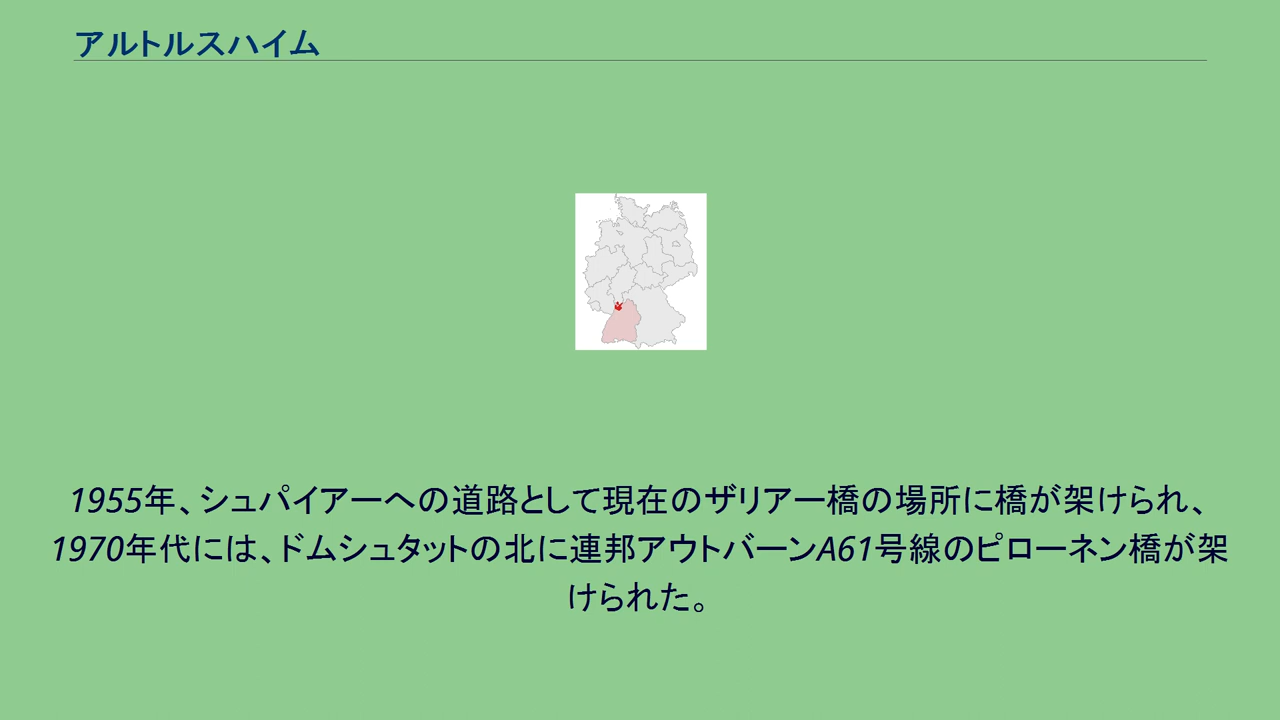 アルトルスハイム
1955年、シュパイアーへの道路として現在のザリアー橋の場所に橋が架けられ、
1970年代には、ドムシュタットの北に連邦アウトバーンA61号線のピローネン橋が架
けられた。